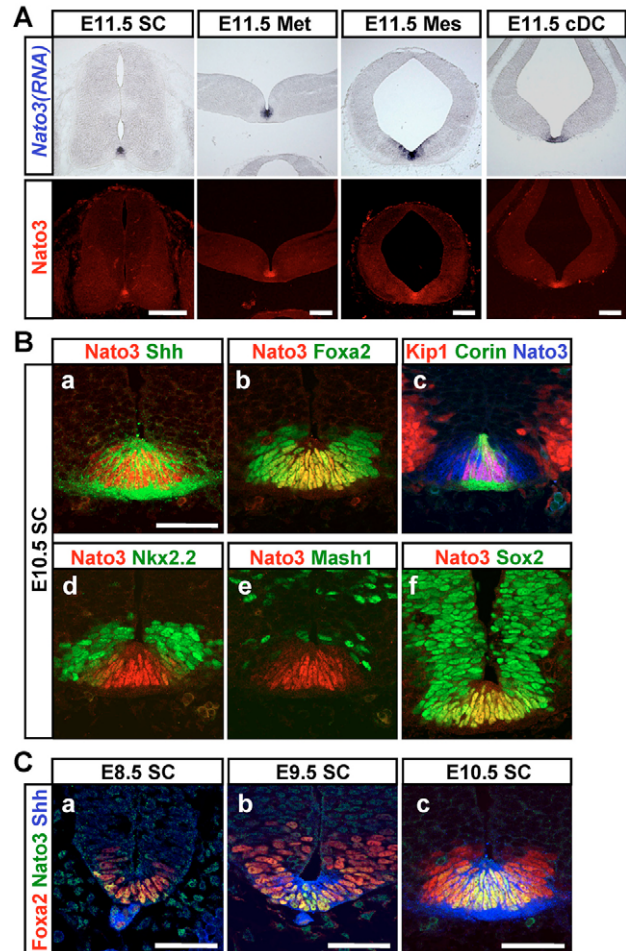 A
E11.5 SC E11.5 Met E11.5 Mes E11.5 cDC
Nato3(RNA)
Nato3
B
E10.5 SC
Nato3 Shh Nato3 Foxa2 Kip1 Corin Nato3
a b c
Nato3 Nkx2.2 Nato3 Mash1 Nato3 Sox2
d e f
C
E8.5 SC E9.5 SC E10.5 SC
Foxa2 Nato3 Shh
a b c